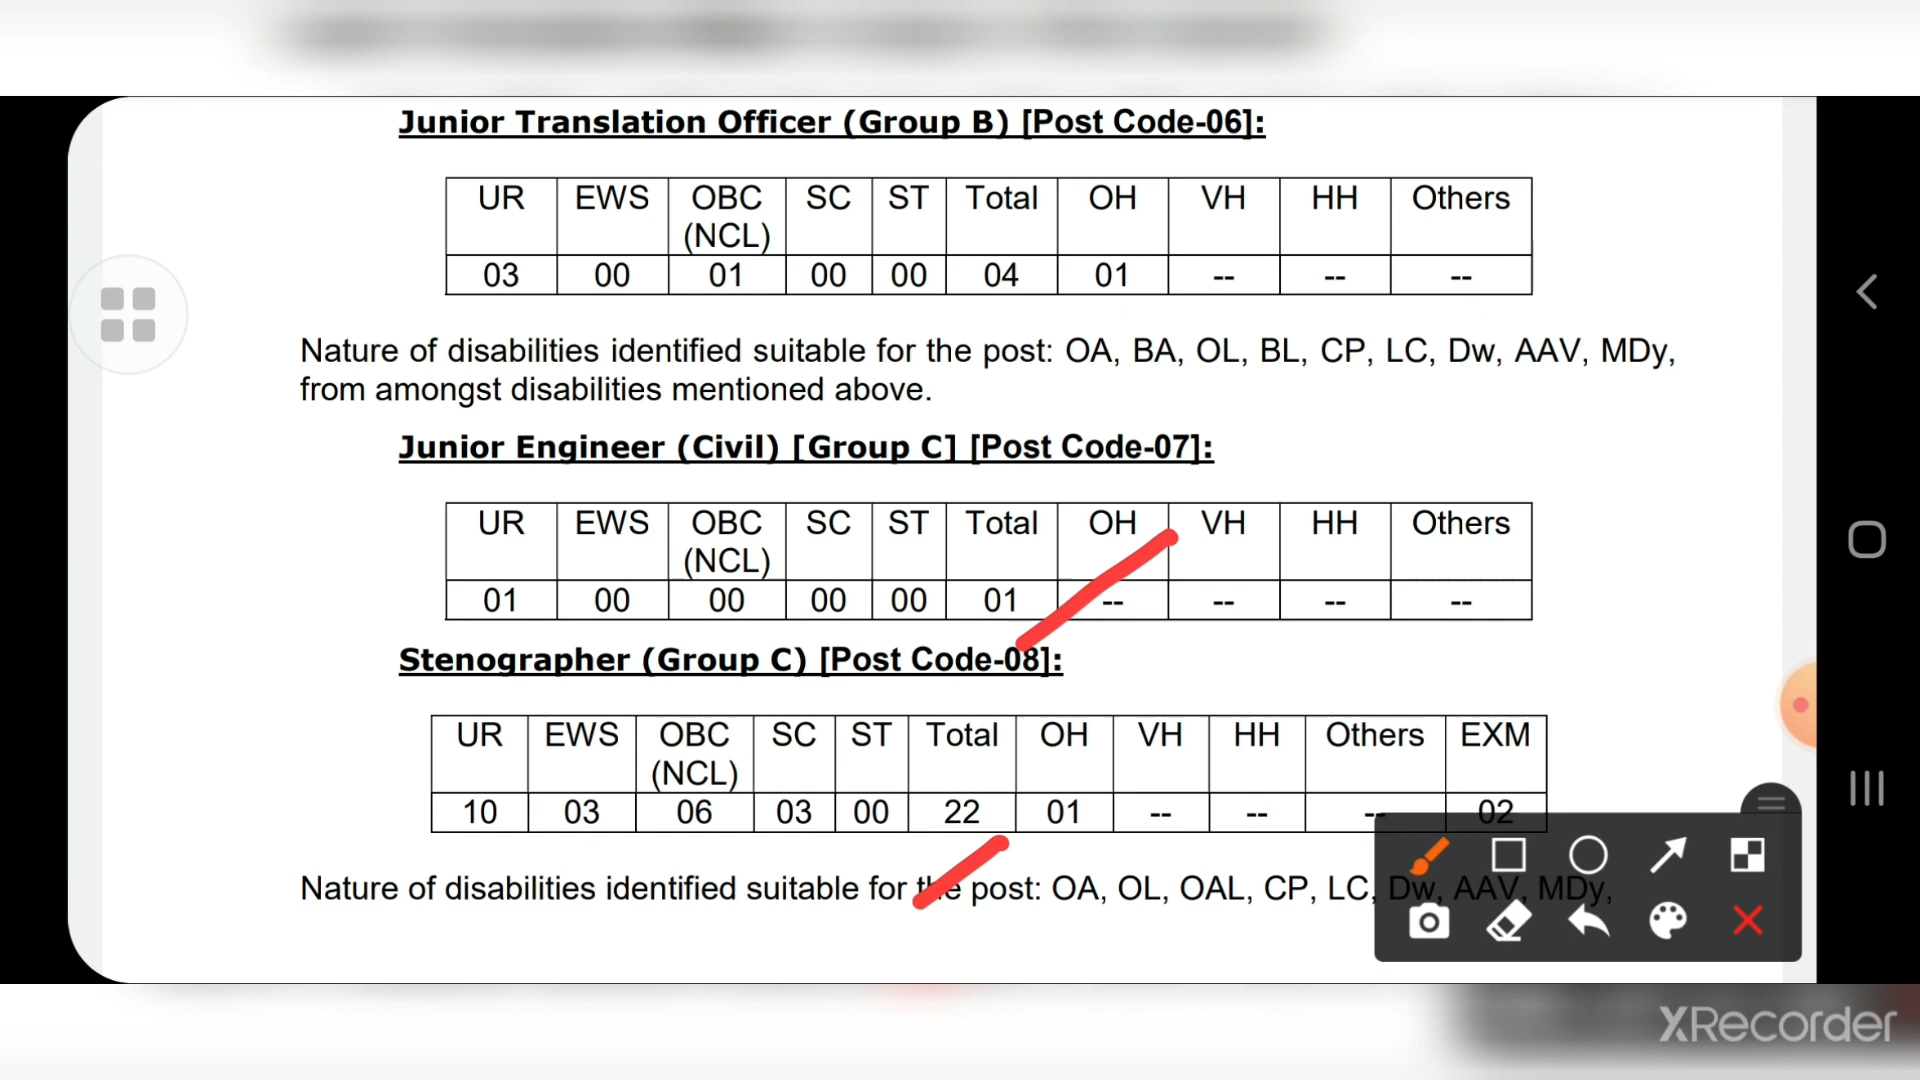 Junior Translation Officer (Group B) [Post Code-06]:
UR EWS OBC (NCL) SC ST Total OH VH HH Others
03 00 01 00 00 04 01 -- -- --
Nature of disabilities identified suitable for the post: OA, BA, OL, BL, CP, LC, Dw, AAV, MDy,
from amongst disabilities mentioned above.
Junior Engineer (Civil) [Group C] [Post Code-07]:
UR EWS OBC (NCL) SC ST Total OH VH HH Others
01 00 00 00 00 01 -- -- -- --
Stenographer (Group C) [Post Code-08]:
UR EWS OBC (NCL) SC ST Total OH VH HH Others EXM
10 03 06 03 00 22 01 -- -- -- 02
Nature of disabilities identified suitable for the post: OA, OL, OAL, CP, LC, Dw, AAV, MDy,
XRecorder